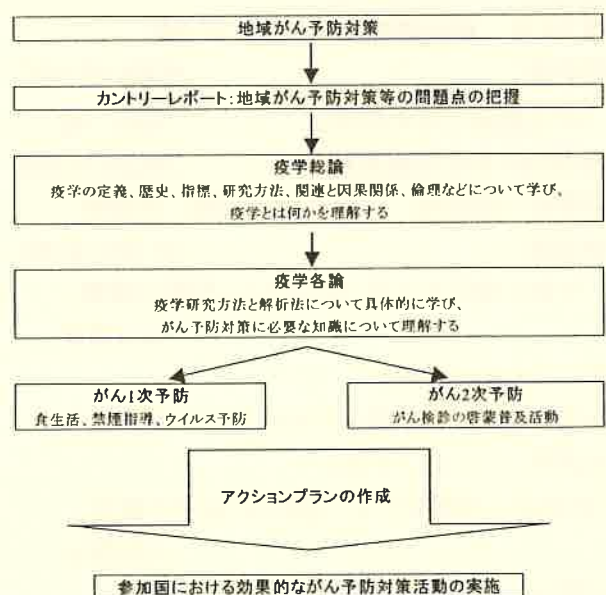 地域がん予防対策
カントリーレポート:地域がん予防対策等の問題点の把握
疫学総論
疫学の定義、歴史、指標、研究方法、関連と因果関係、倫理などについて学び、
疫学とは何かを理解する
疫学各論
疫学研究方法と解析法について具体的に学び、
がん予防対策に必要な知識について理解する
がん1次予防
食生活、禁煙指導、ウイルス予防
がん2次予防
がん検診の啓蒙普及活動
アクションプランの作成
参加国における効果的ながん予防対策活動の実施